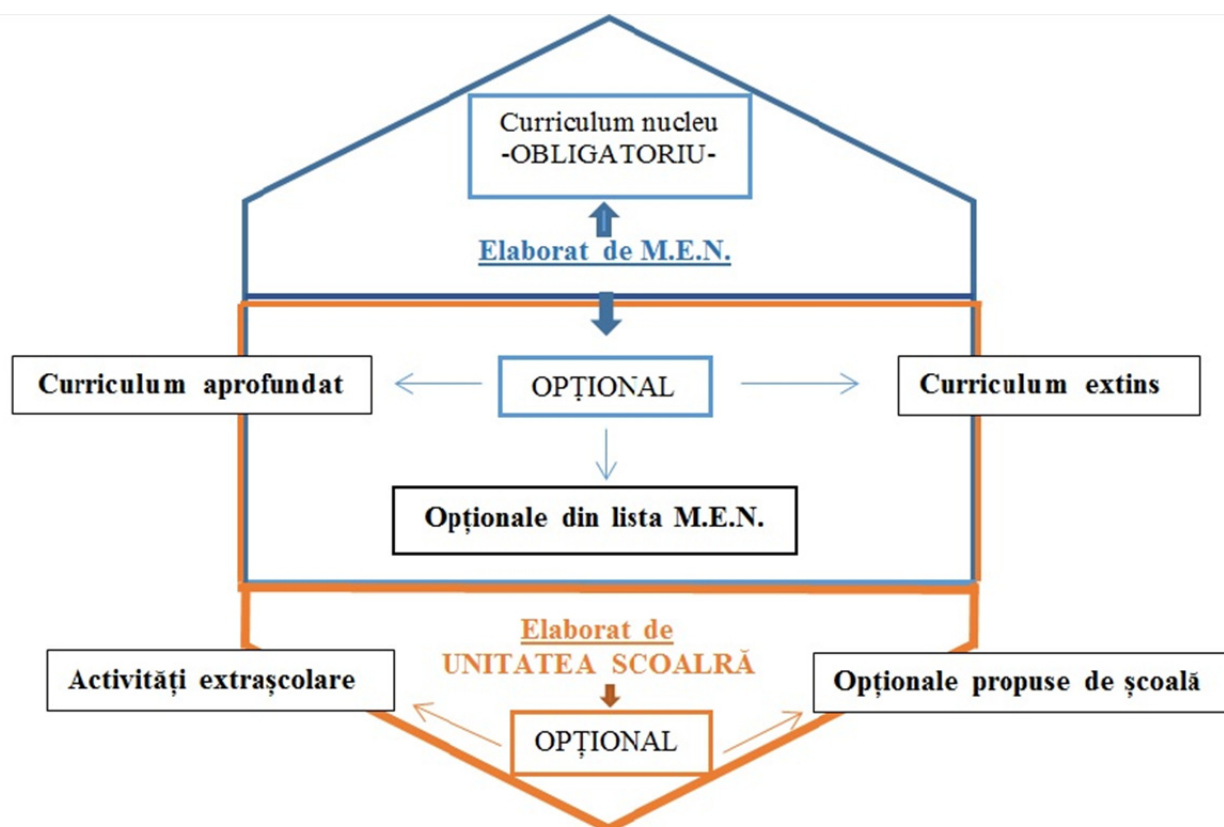 Curriculum nucleu
-OBLIGATORIU-
Elaborat de M.E.N.
Curriculum aprofundat
OPȚIONAL
Curriculum extins
Opționale din lista M.E.N.
Elaborat de
UNITATEA SCOALRĂ
Activități extrașcolare
Opționale propuse de școală
OPȚIONAL